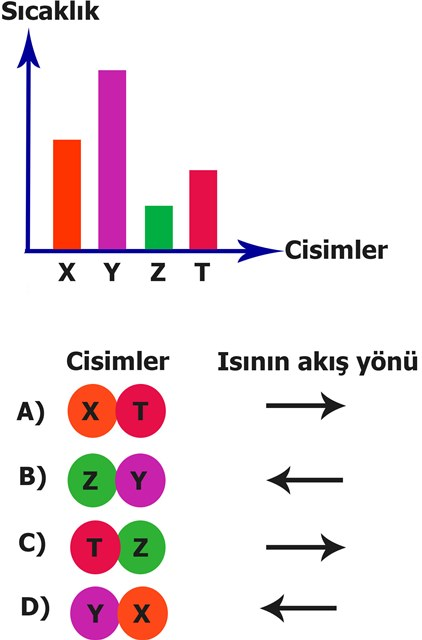 Sıcaklık
Cisimler
X Y Z T
Cisimler Isının akış yönü
A) X T
B) Z Y
C) T Z
D) Y X